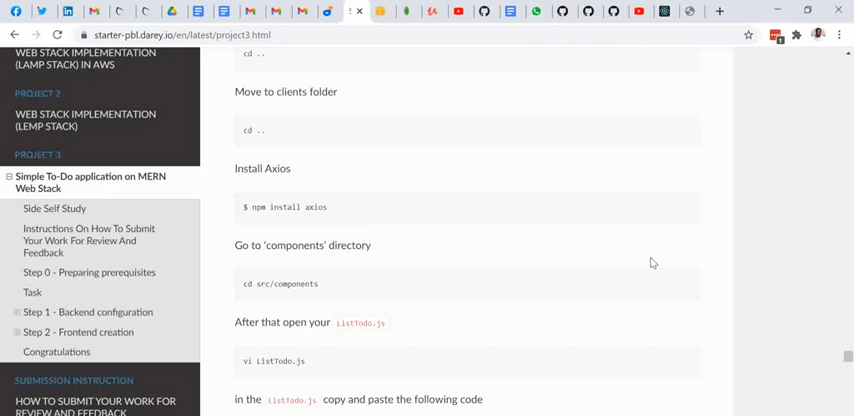 starter-pbl.darey.io/en/latest/project3.html
WEB STACK IMPLEMENTATION
(LAMP STACK) IN AWS
PROJECT 2
WEB STACK IMPLEMENTATION
(LEMP STACK)
PROJECT 3
Simple To-Do application on MERN
Web Stack
Side Self Study
Instructions On How To Submit
Your Work For Review And
Feedback
Step 0 - Preparing prerequisites
Task
Step 1 - Backend configuration
Step 2 - Frontend creation
Congratulations
SUBMISSION INSTRUCTION
HOW TO SUBMIT YOUR WORK FOR
REVIEW AND FEEDBACK
cd ..
Move to clients folder
cd ..
Install Axios
$ npm install axios
Go to ‘components’ directory
cd src/components
After that open your ListTodo.js
vi ListTodo.js
in the ListTodo.js copy and paste the following code